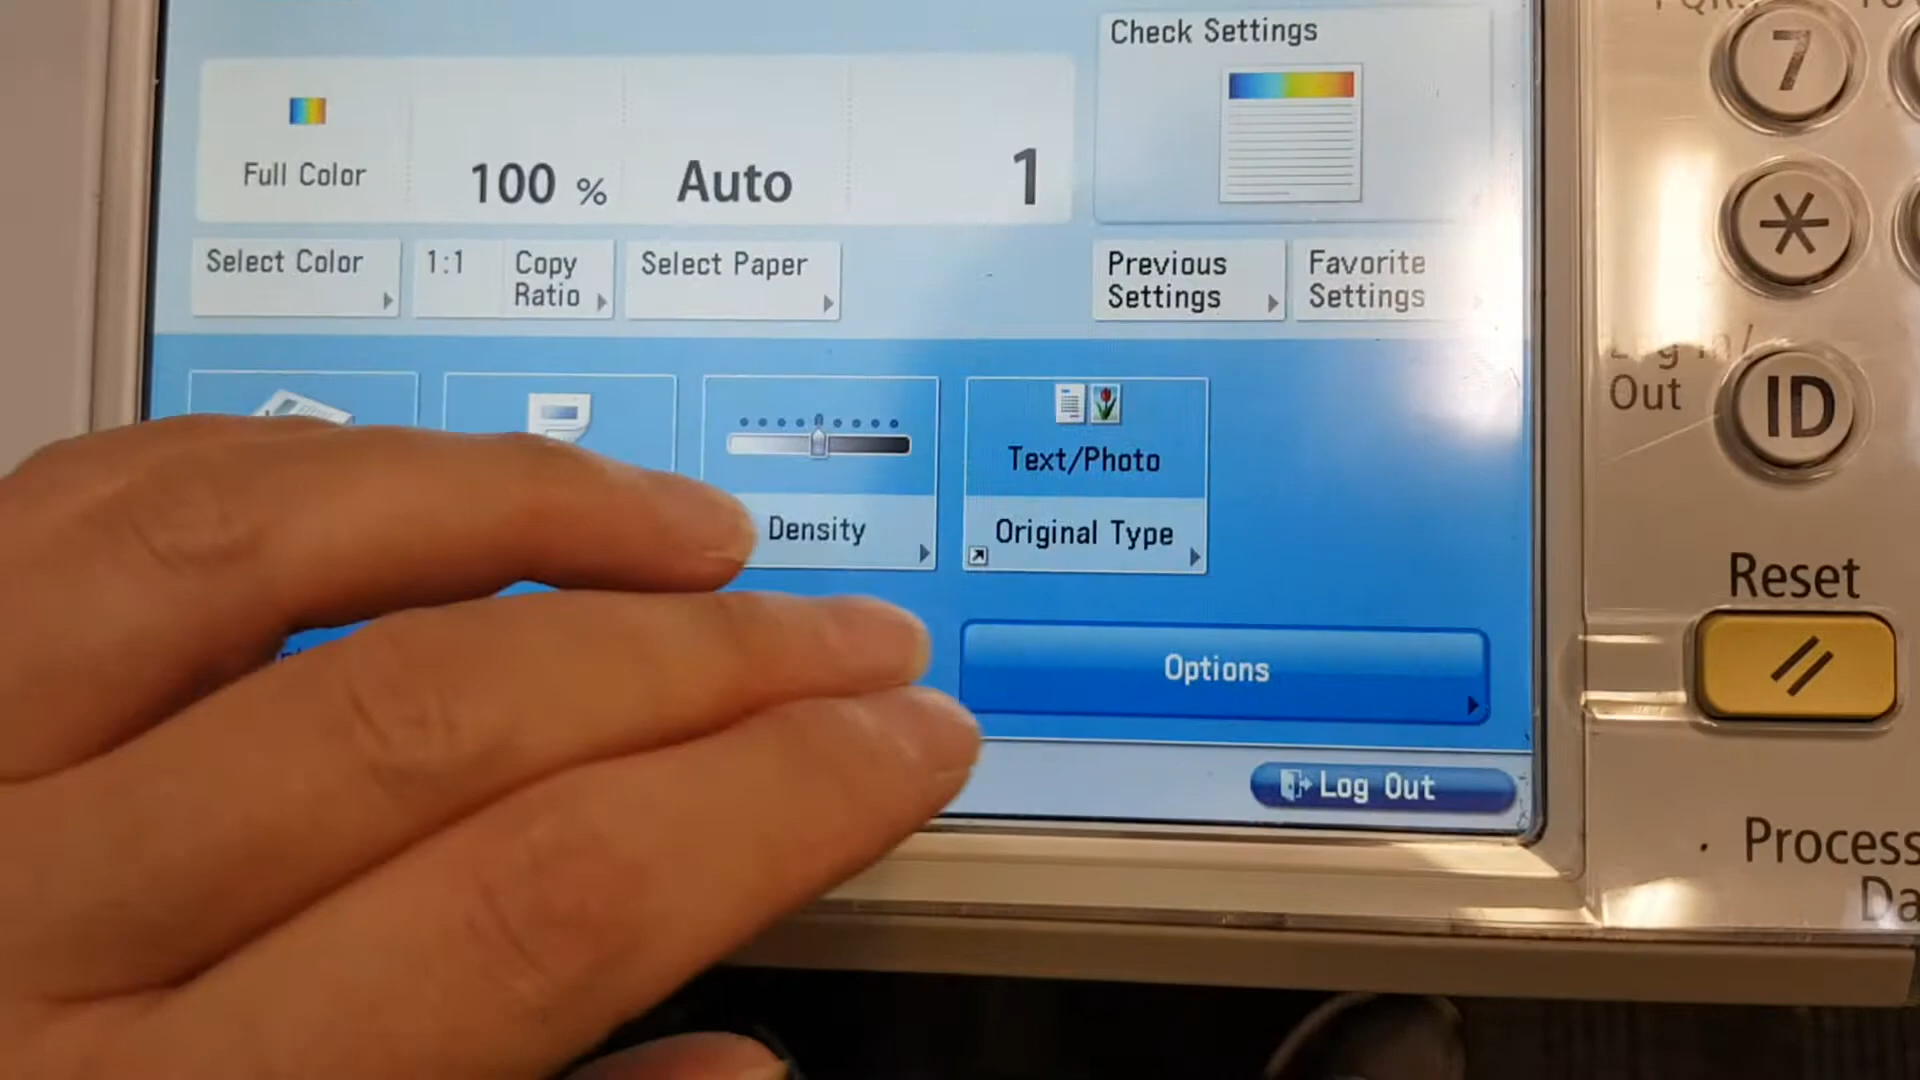 Check Settings
Full Color
100 %
Auto
1
Select Color
1:1
Copy
Ratio
Select Paper
Previous
Settings
Favorite
Settings
Density
Text/Photo
Original Type
Options
Log Out
7
Out
ID
Reset
Process
Da